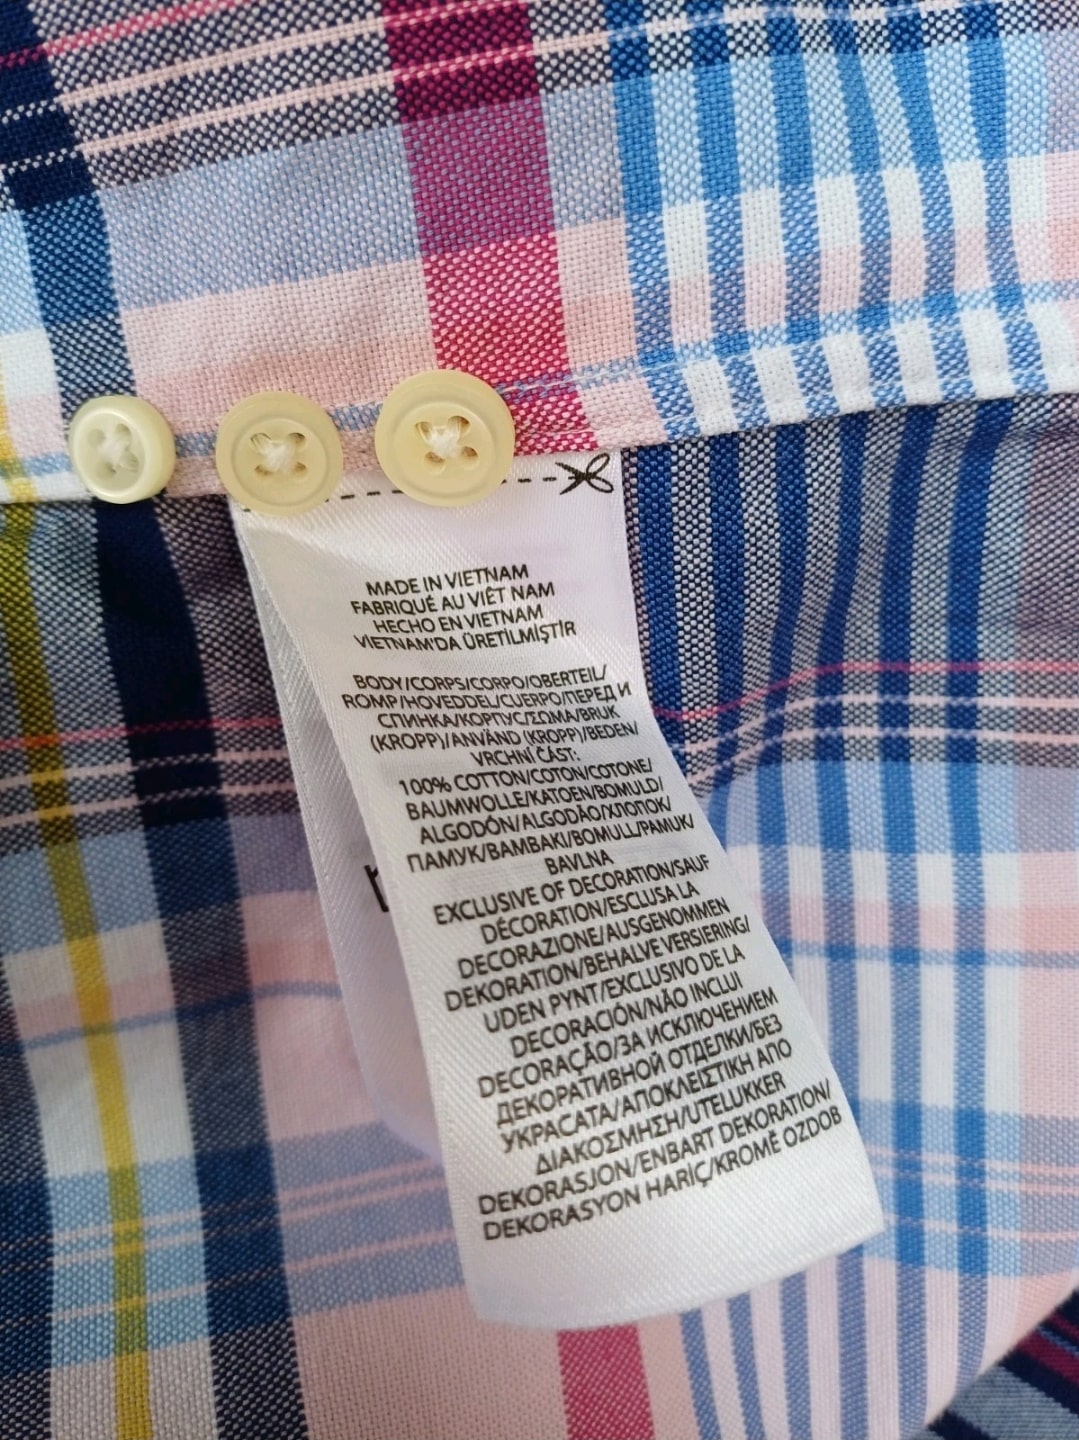 MADE IN VIETNAM
FABRIQUÉ AU VIÊT NAM
HECHO EN VIETNAM
VIETNAM'DA ÜRETİLMİŞTİR
BODY/CORPS/CORPO/OBERTEIL/
ROMP/HOVEDDEL/CUERPO/ПЕРЕД И
СПИНКА/КОРПУС/ΣΩΜΑ/BRUK
(KROPP)/ANVÄND (KROPP)/BEDEN/
VRCHNÍ ČÁST:
100% COTTON/COTON/COTONE/
BAUMWOLLE/KATOEN/BOMULD/
ALGODÓN/ALGODÃO/ХЛОПОК/
ПАМУК/ΒΑΜΒΑΚΙ/BOMULL/PAMUK/
BAVLNA
EXCLUSIVE OF DECORATION/SAUF
DÉCORATION/ESCLUSA LA
DECORAZIONE/AUSGENOMMEN
DEKORATION/BEHALVE VERSIERING/
UDEN PYNT/EXCLUSIVO DE LA
DECORACIÓN/NÃO INCLUI
DECORAÇÃO/ЗА ИСКЛЮЧЕНИЕМ
ДЕКОРАТИВНОЙ ОТДЕЛКИ/БЕЗ
УКРАСАТА/ΑΠΟΚΛΕΙΣΤΙΚΗ ΑΠΟ
ΔΙΑΚΟΣΜΗΣΗ/UTELUKKER
DEKORASJON/ENBART DEKORATION/
DEKORASYON HARİÇ/KROMĚ OZDOB